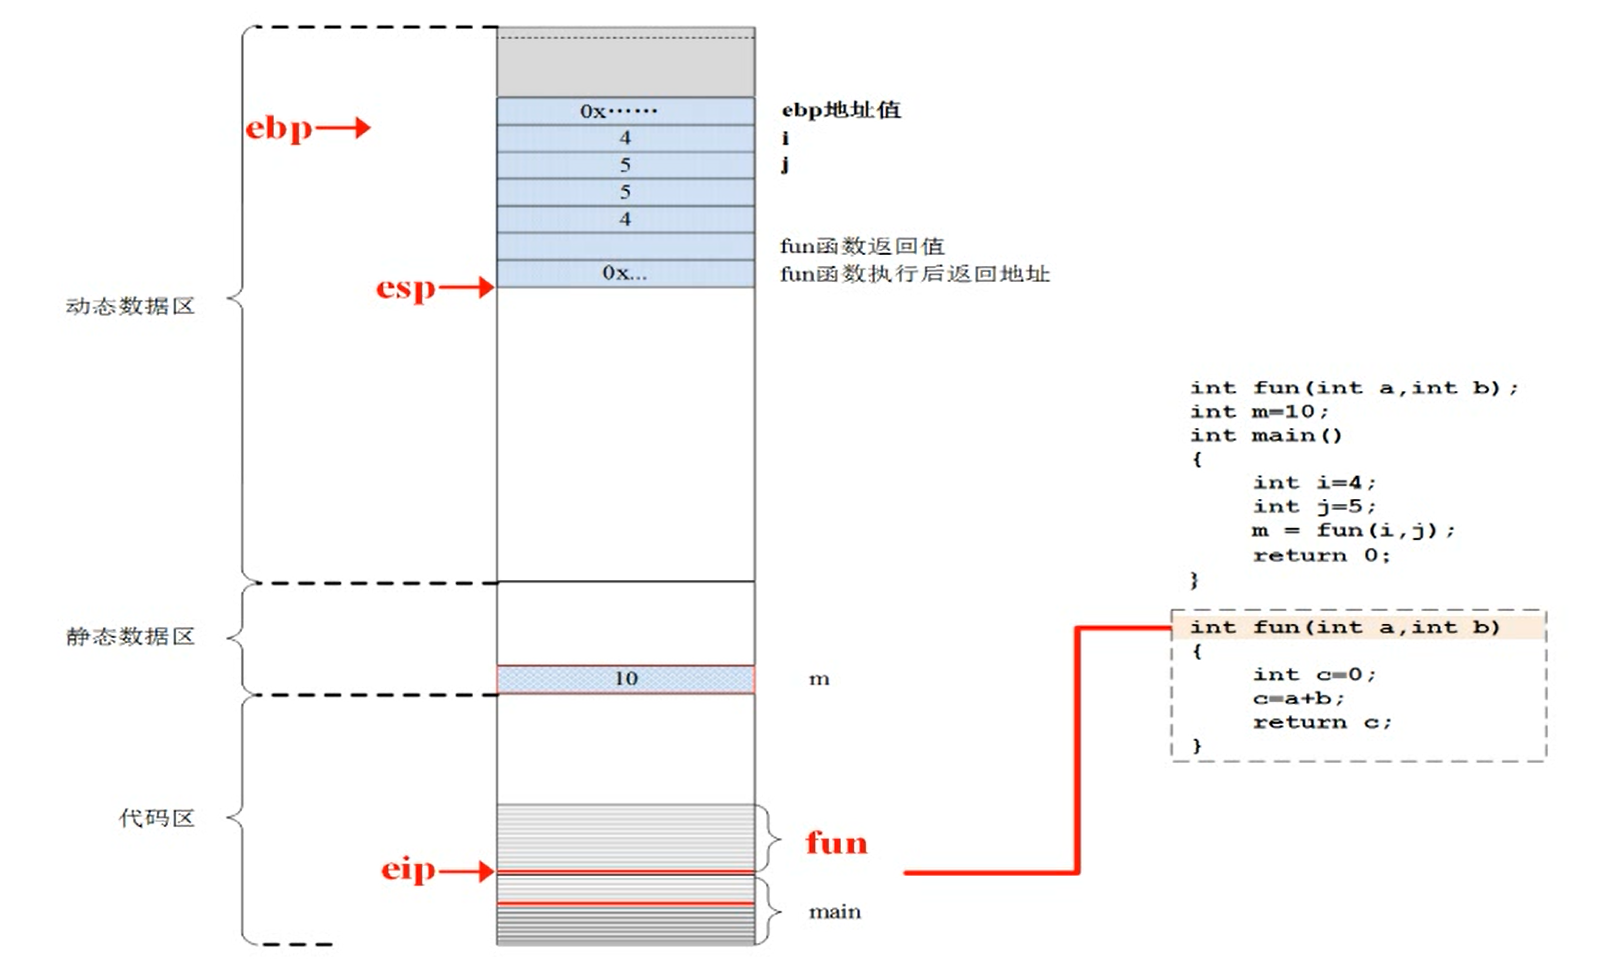 0x······
ebp地址值
ebp
4
i
5
j
5
4
fun函数返回值
0x...
fun函数执行后返回地址
esp
动态数据区
int fun(int a,int b);
int m=10;
int main()
{
int i=4;
int j=5;
m = fun(i,j);
return 0;
}
静态数据区
10
m
int fun(int a,int b)
{
int c=0;
c=a+b;
return c;
}
代码区
fun
eip
main